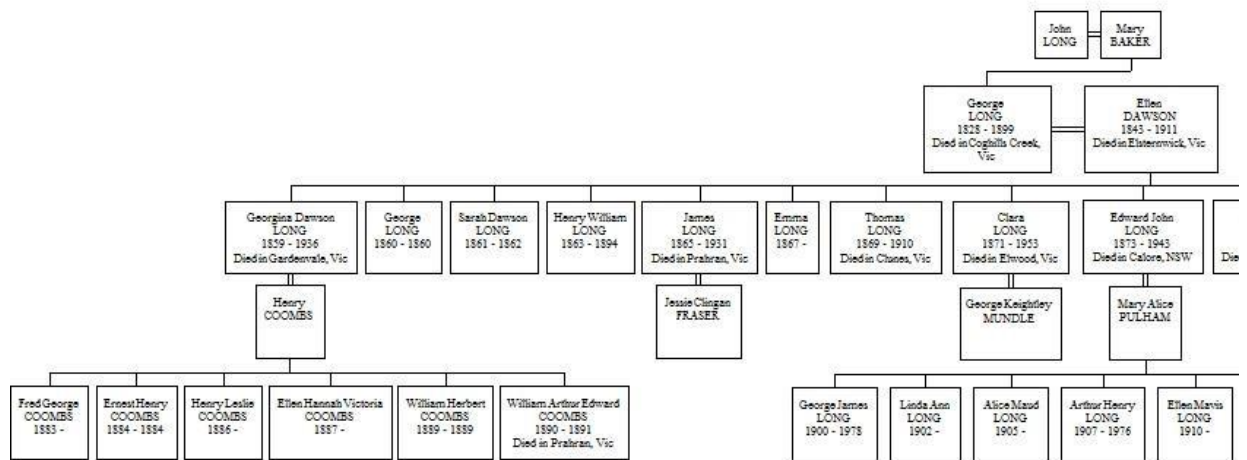 John
LONG
Mary
BAKER
George
LONG
1828 - 1899
Died in Coghills Creek,
Vic
Ellen
DAWSON
1843 - 1911
Died in Elsternwick, Vic
Georgina Dawson
LONG
1859 - 1936
Died in Gardenvale, Vic
George
LONG
1860 - 1860
Sarah Dawson
LONG
1861 - 1862
Henry William
LONG
1863 - 1894
James
LONG
1865 - 1931
Died in Prahran, Vic
Emma
LONG
1867 -
Thomas
LONG
1869 - 1910
Died in Clunes, Vic
Clara
LONG
1871 - 1953
Died in Elwood, Vic
Edward John
LONG
1873 - 1943
Died in Calore, NSW
Henry
COOMBS
Jessie Clingan
FRASER
George Keightley
MUNDLE
Mary Alice
PULHAM
Fred George
COOMBS
1883 -
Ernest Henry
COOMBS
1884 - 1884
Henry Leslie
COOMBS
1886 -
Ellen Hannah Victoria
COOMBS
1887 -
William Herbert
COOMBS
1889 - 1889
William Arthur Edward
COOMBS
1890 - 1891
Died in Prahran, Vic
George James
LONG
1900 - 1978
Linda Ann
LONG
1902 -
Alice Maud
LONG
1905 -
Arthur Henry
LONG
1907 - 1976
Ellen Mavis
LONG
1910 -